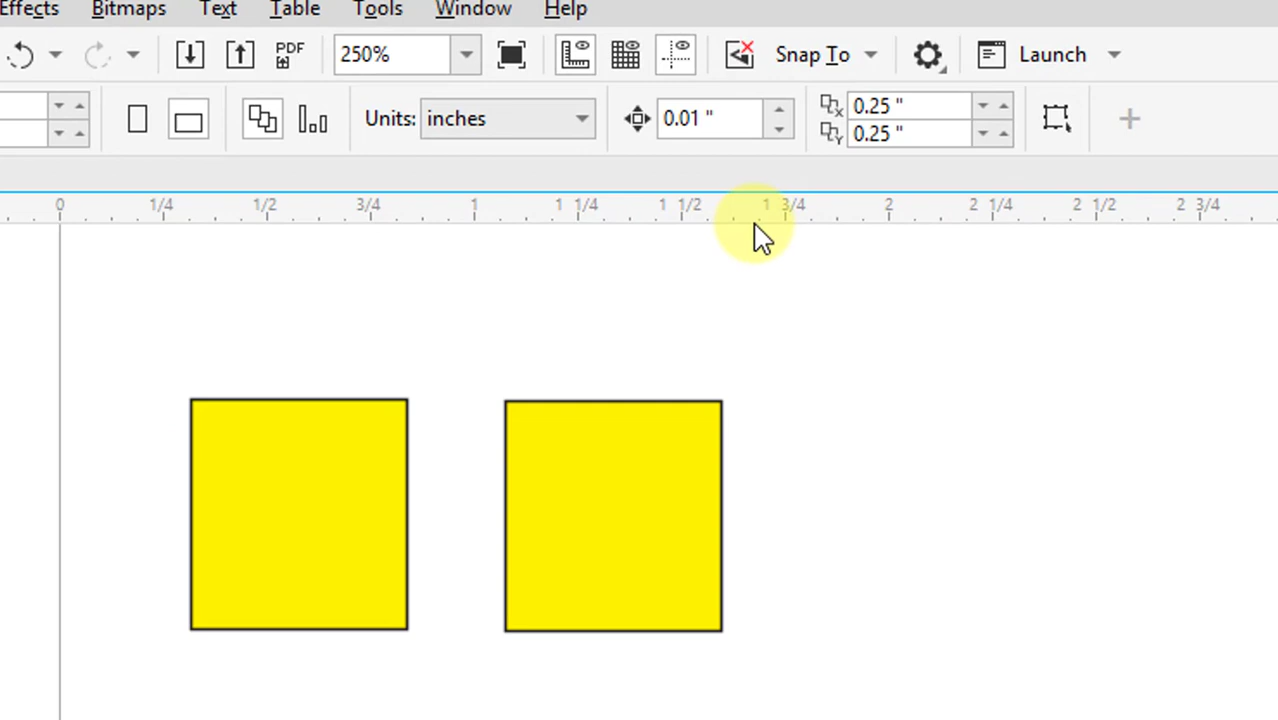 Effects Bitmaps Text Table Tools Window Help
PDF 250% Snap To Launch
Units: inches 0.01 " 0.25 "
0.25 "
0 1/4 1/2 3/4 1 1 1/4 1 1/2 1 3/4 2 2 1/4 2 1/2 2 3/4